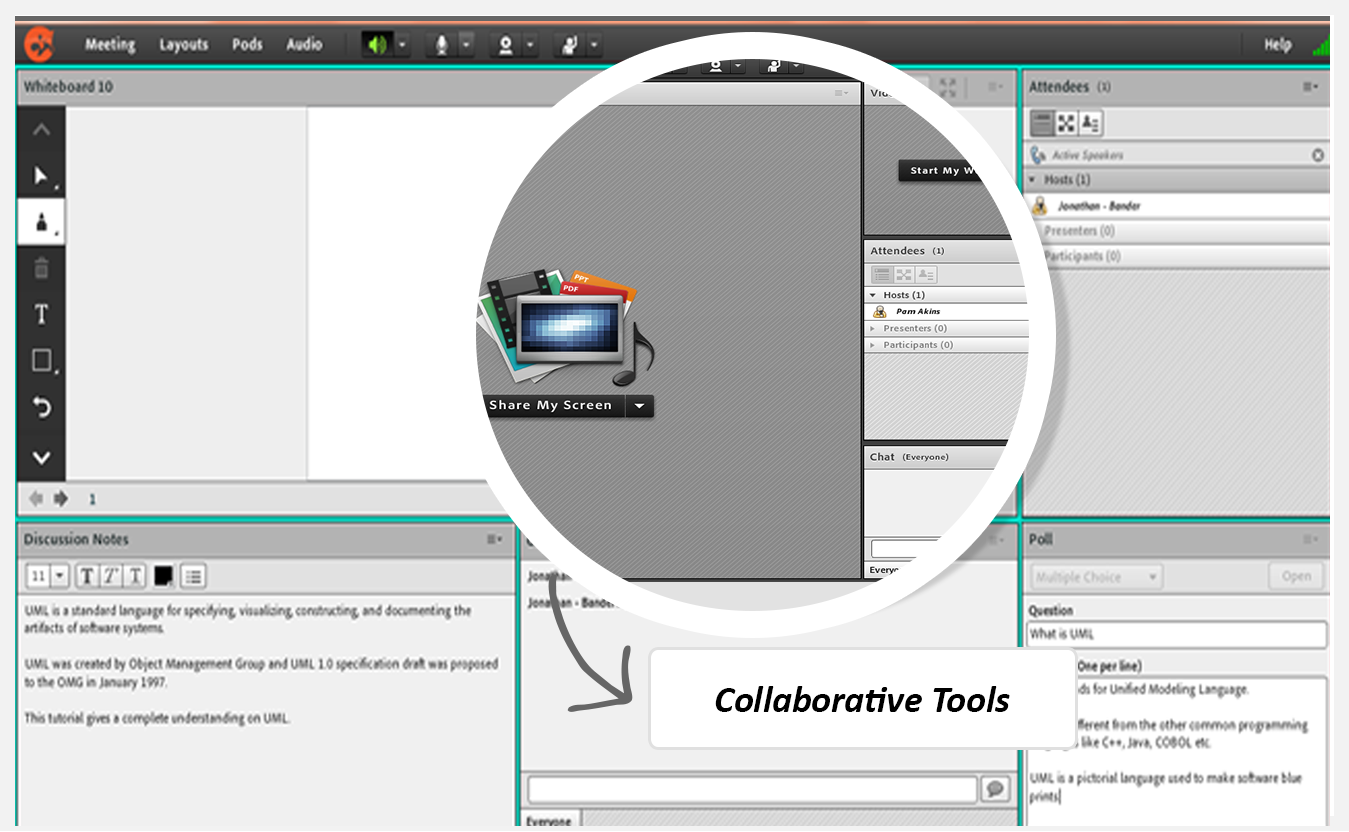 Meeting Layouts Pods Audio Help
Whiteboard 10
Attendees (1)
Active Speakers
Hosts (1)
Jonathan - Bander
Presenters (0)
Participants (0)
Start My W
Attendees (1)
Hosts (1)
Pam Akins
Presenters (0)
Participants (0)
PPT
PDF
Share My Screen
Chat (Everyone)
T
1
Discussion Notes
11 T T T
UML is a standard language for specifying, visualizing, constructing, and documenting the
artifacts of software systems.
UML was created by Object Management Group and UML 1.0 specification draft was proposed
to the OMG in January 1997.
This tutorial gives a complete understanding on UML.
Jonathan - Bander
Everyone
Poll
Multiple Choice Open
Question
What is UML
One per line)
ds for Unified Modeling Language.
fferent from the other common programming
like C++, Java, COBOL etc.
UML is a pictorial language used to make software blue
prints
Collaborative Tools